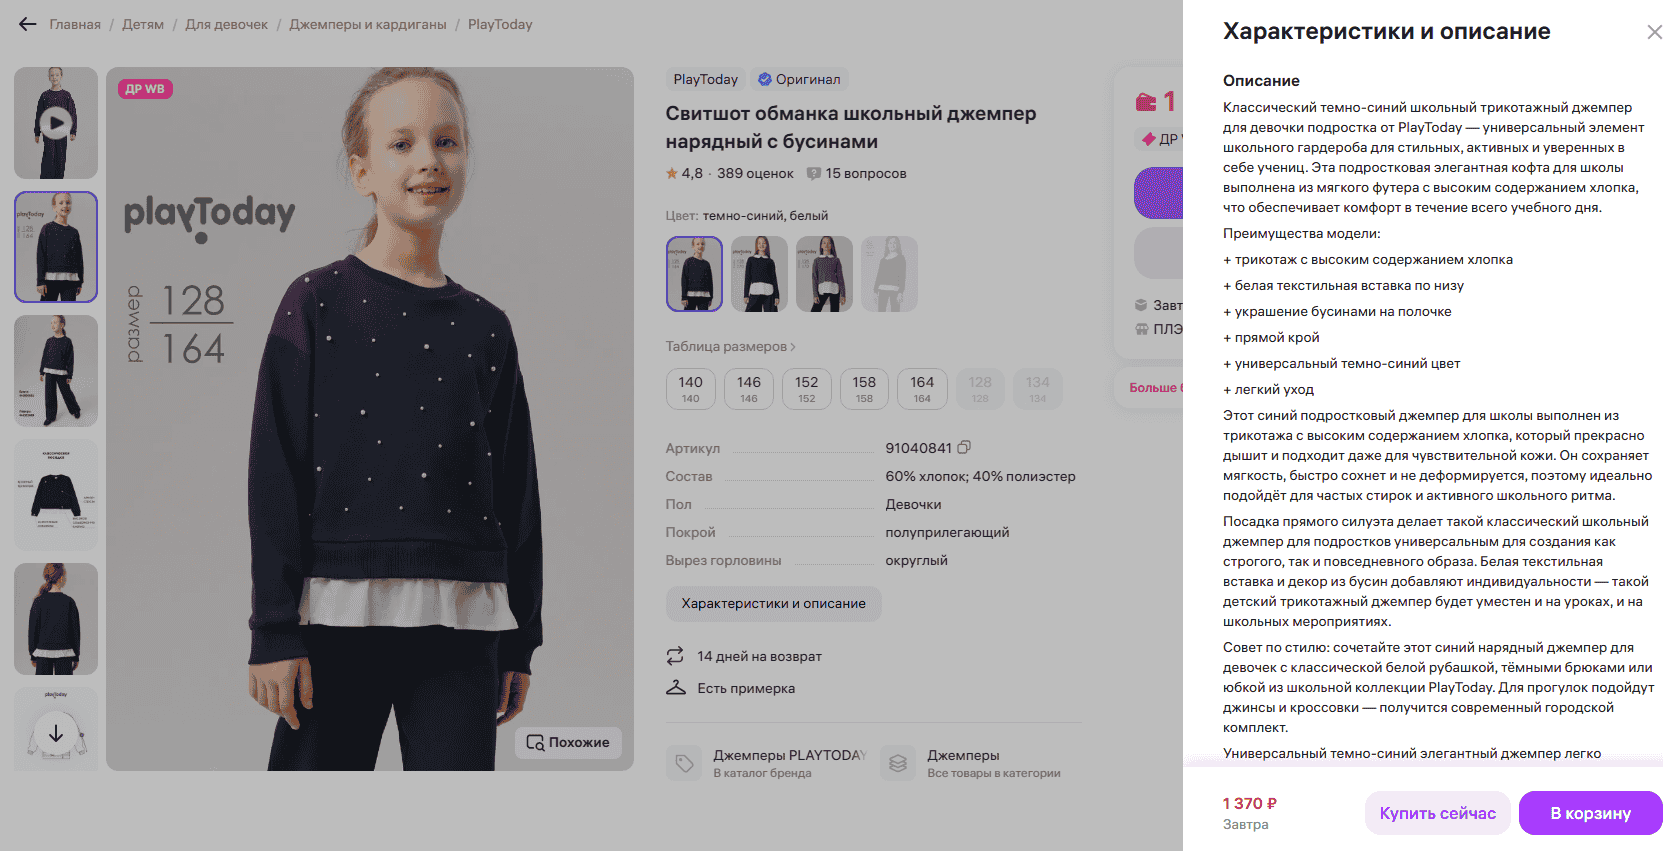 Главная / Детям / Для девочек / Джемперы и кардиганы / PlayToday
ДР WB
playToday
размер
128
164
Похожие
PlayToday
Оригинал
Свитшот обманка школьный джемпер
нарядный с бусинами
4,8 · 389 оценок
15 вопросов
Цвет: темно-синий, белый
Таблица размеров
140 146 152 158 164 128 134
140 146 152 158 164 128 134
Артикул 91040841
Состав 60% хлопок; 40% полиэстер
Пол Девочки
Покрой полуприлегающий
Вырез горловины округлый
Характеристики и описание
14 дней на возврат
Есть примерка
Джемперы PLAYTODAY
В каталог бренда
Джемперы
Все товары в категории
1
ДР
Завт
ПЛЭ
Больше
Характеристики и описание
Описание
Классический темно-синий школьный трикотажный джемпер
для девочки подростка от PlayToday — универсальный элемент
школьного гардероба для стильных, активных и уверенных в
себе учениц. Эта подростковая элегантная кофта для школы
выполнена из мягкого футера с высоким содержанием хлопка,
что обеспечивает комфорт в течение всего учебного дня.
Преимущества модели:
+ трикотаж с высоким содержанием хлопка
+ белая текстильная вставка по низу
+ украшение бусинами на полочке
+ прямой крой
+ универсальный темно-синий цвет
+ легкий уход
Этот синий подростковый джемпер для школы выполнен из
трикотажа с высоким содержанием хлопка, который прекрасно
дышит и подходит даже для чувствительной кожи. Он сохраняет
мягкость, быстро сохнет и не деформируется, поэтому идеально
подойдёт для частых стирок и активного школьного ритма.
Посадка прямого силуэта делает такой классический школьный
джемпер для подростков универсальным для создания как
строгого, так и повседневного образа. Белая текстильная
вставка и декор из бусин добавляют индивидуальности — такой
детский трикотажный джемпер будет уместен и на уроках, и на
школьных мероприятиях.
Совет по стилю: сочетайте этот синий нарядный джемпер для
девочек с классической белой рубашкой, тёмными брюками или
юбкой из школьной коллекции PlayToday. Для прогулок подойдут
джинсы и кроссовки — получится современный городской
комплект.
Универсальный темно-синий элегантный джемпер легко
1 370 ₽
Завтра
Купить сейчас
В корзину